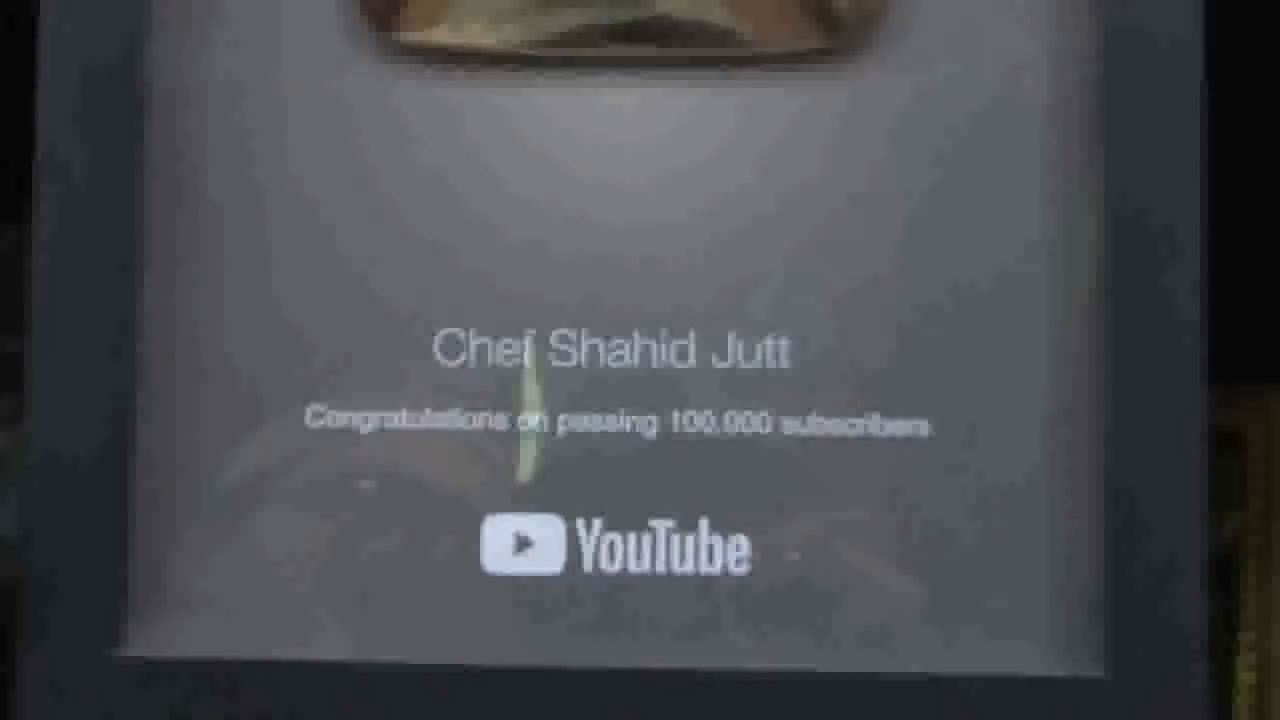 Chef Shahid Jutt
Congratulations on passing 100,000 subscribers
YouTube